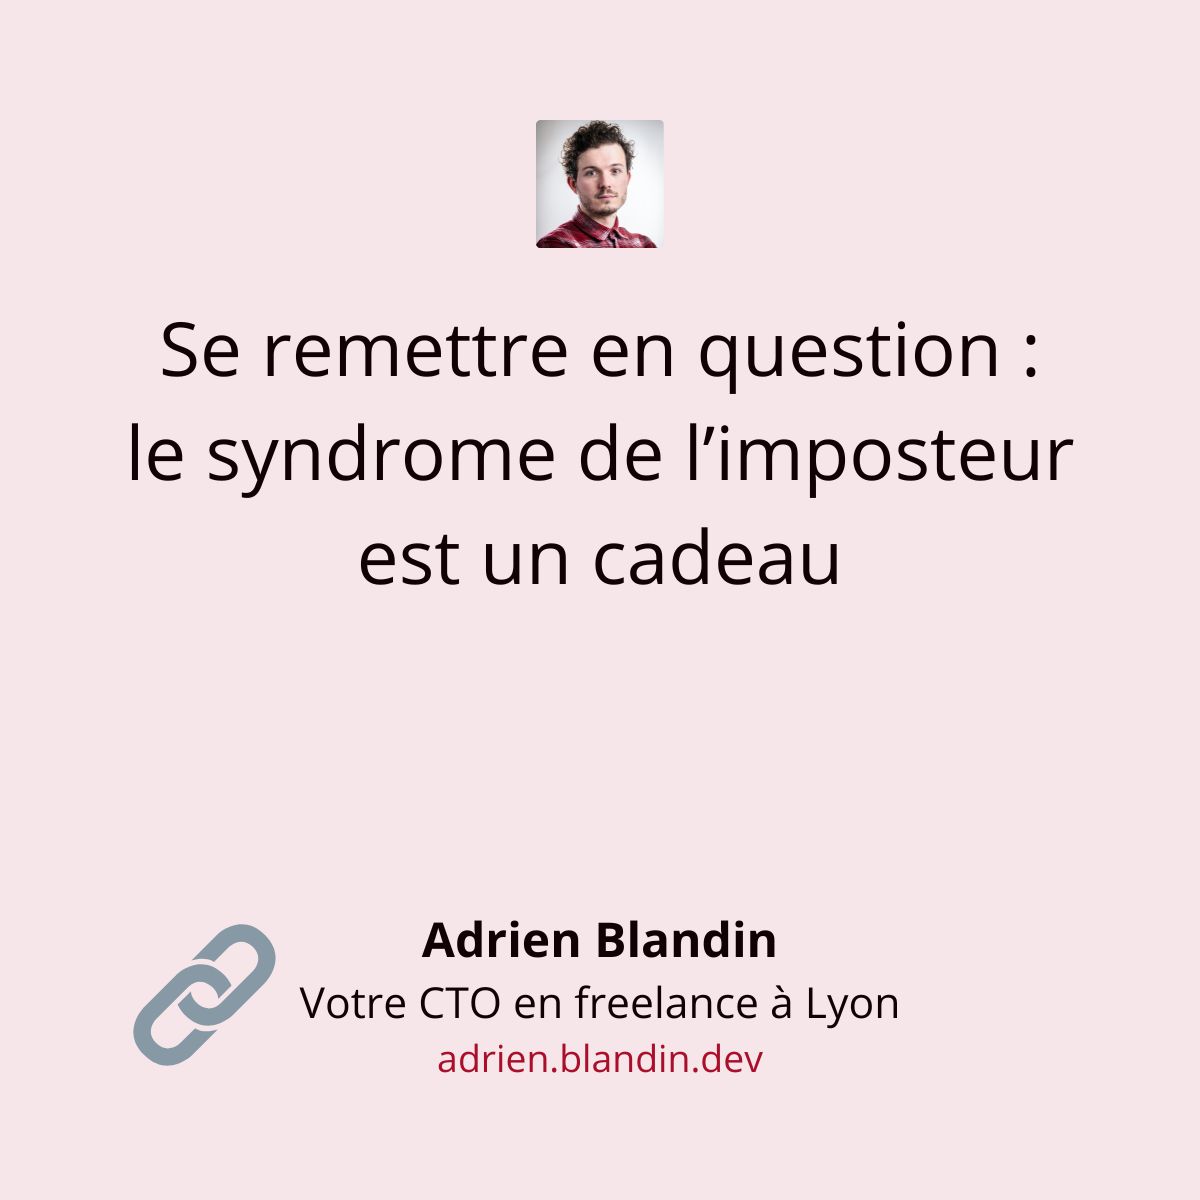 Se remettre en question :
le syndrome de l’imposteur
est un cadeau
Adrien Blandin
Votre CTO en freelance à Lyon
adrien.blandin.dev